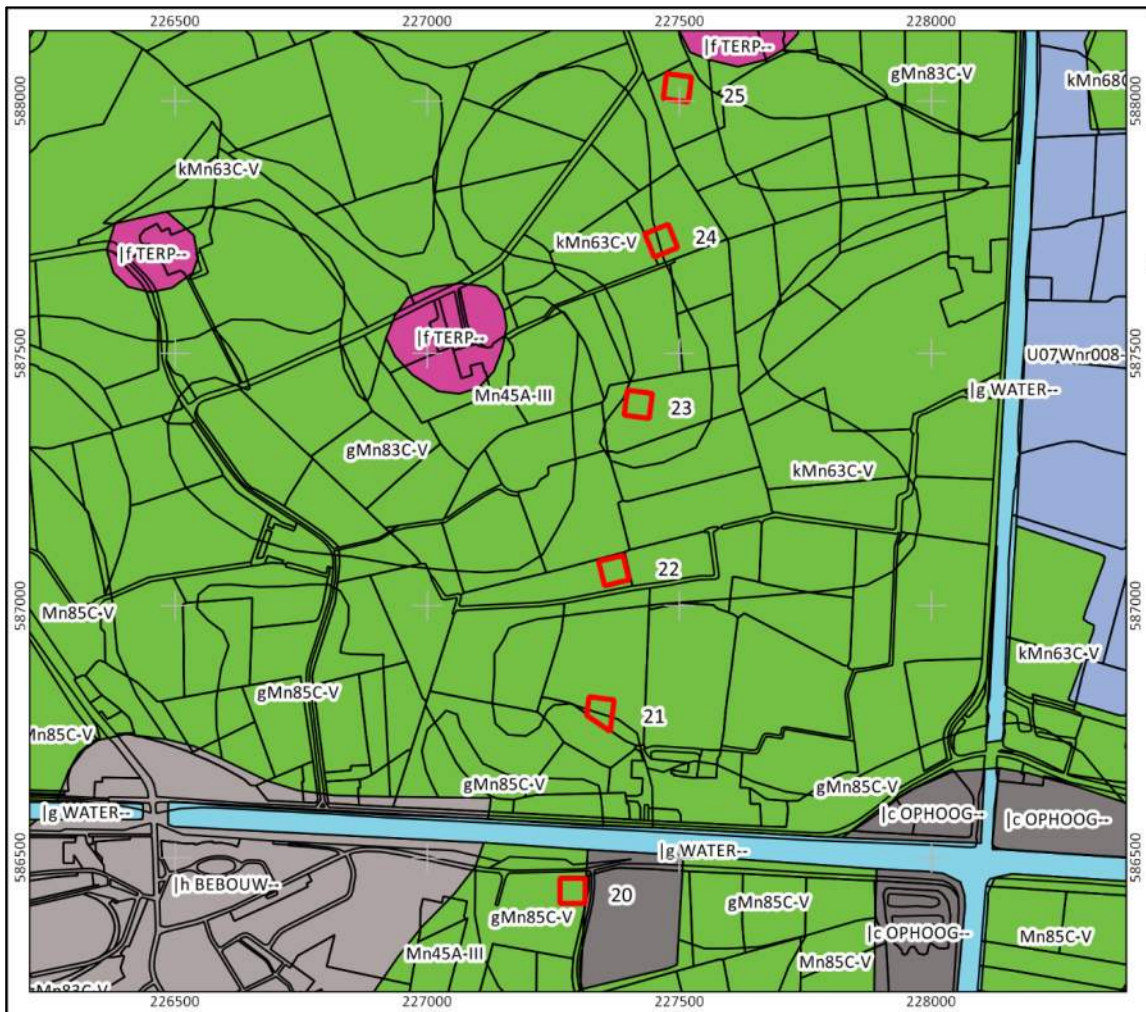 226500 227000 227500 228000
|f TERP--
gMn83C-V
kMn68C
588000
25
588000
kMn63C-V
24
kMn63C-V
|f TERP--
|f TERP--
587500
U07Wnr008-
587500
|g WATER--
Mn45A-III
23
gMn83C-V
kMn63C-V
22
587000
Mn85C-V
587000
kMn63C-V
gMn85C-V
21
Mn85C-V
gMn85C-V
gMn85C-V
|g WATER--
|c OPHOOG--
|c OPHOOG--
586500
|g WATER--
586500
|h BEBOUW--
20
gMn85C-V
gMn85C-V
|c OPHOOG--
Mn45A-III
Mn85C-V
Mn85C-V
226500 227000 227500 228000